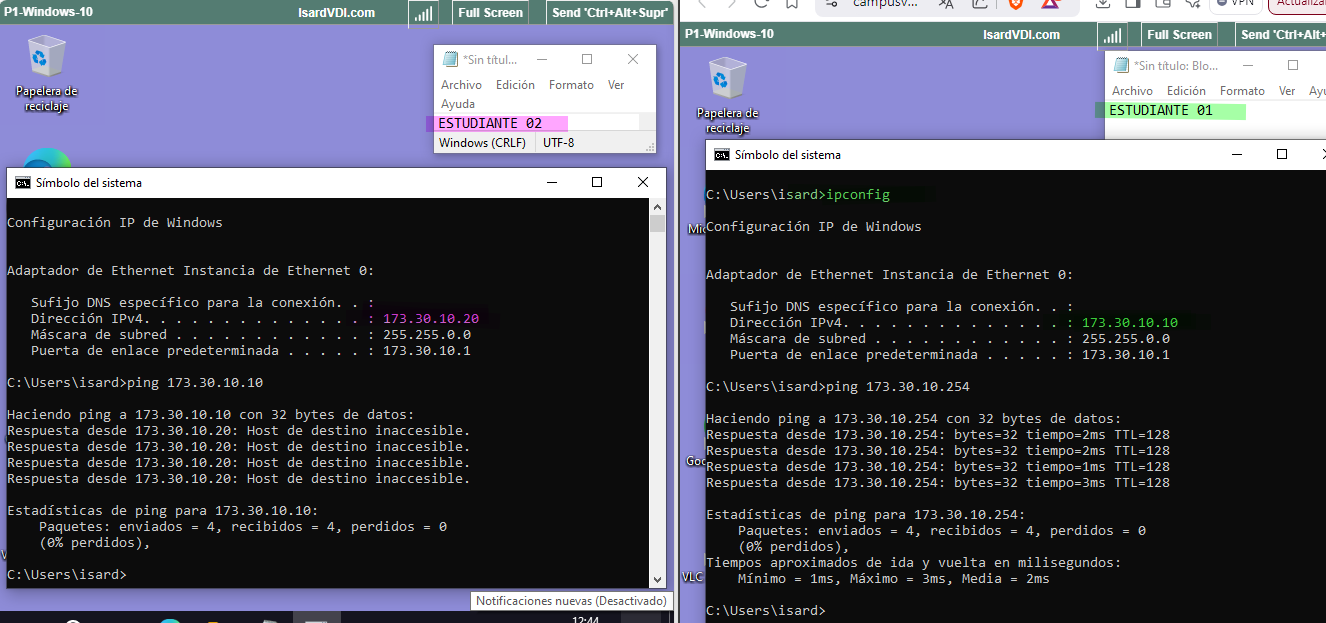 P1-Windows-10 IsardVDI.com Full Screen Send 'Ctrl+Alt+Supr'
Papelera de
reciclaje
*Sin títul...
Archivo Edición Formato Ver
Ayuda
ESTUDIANTE 02
Windows (CRLF) UTF-8
Símbolo del sistema
Configuración IP de Windows
Adaptador de Ethernet Instancia de Ethernet 0:
Sufijo DNS específico para la conexión. . :
Dirección IPv4. . . . . . . . . . . . . . : 173.30.10.20
Máscara de subred . . . . . . . . . . . . : 255.255.0.0
Puerta de enlace predeterminada . . . . . : 173.30.10.1
C:\Users\isard>ping 173.30.10.10
Haciendo ping a 173.30.10.10 con 32 bytes de datos:
Respuesta desde 173.30.10.20: Host de destino inaccesible.
Respuesta desde 173.30.10.20: Host de destino inaccesible.
Respuesta desde 173.30.10.20: Host de destino inaccesible.
Respuesta desde 173.30.10.20: Host de destino inaccesible.
Estadísticas de ping para 173.30.10.10:
Paquetes: enviados = 4, recibidos = 4, perdidos = 0
(0% perdidos),
C:\Users\isard>
Notificaciones nuevas (Desactivado)
12:44
campusv... VPN Actualiza
P1-Windows-10 IsardVDI.com Full Screen Send 'Ctrl+Alt+
Papelera de
reciclaje
*Sin título: Blo...
Archivo Edición Formato Ver Ayu
ESTUDIANTE 01
Símbolo del sistema
C:\Users\isard>ipconfig
Configuración IP de Windows
Adaptador de Ethernet Instancia de Ethernet 0:
Sufijo DNS específico para la conexión. . :
Dirección IPv4. . . . . . . . . . . . . . : 173.30.10.10
Máscara de subred . . . . . . . . . . . . : 255.255.0.0
Puerta de enlace predeterminada . . . . . : 173.30.10.1
C:\Users\isard>ping 173.30.10.254
Haciendo ping a 173.30.10.254 con 32 bytes de datos:
Respuesta desde 173.30.10.254: bytes=32 tiempo=2ms TTL=128
Respuesta desde 173.30.10.254: bytes=32 tiempo=2ms TTL=128
Respuesta desde 173.30.10.254: bytes=32 tiempo=1ms TTL=128
Respuesta desde 173.30.10.254: bytes=32 tiempo=3ms TTL=128
Estadísticas de ping para 173.30.10.254:
Paquetes: enviados = 4, recibidos = 4, perdidos = 0
(0% perdidos),
Tiempos aproximados de ida y vuelta en milisegundos:
Mínimo = 1ms, Máximo = 3ms, Media = 2ms
C:\Users\isard>
Mic
Goo
VLC